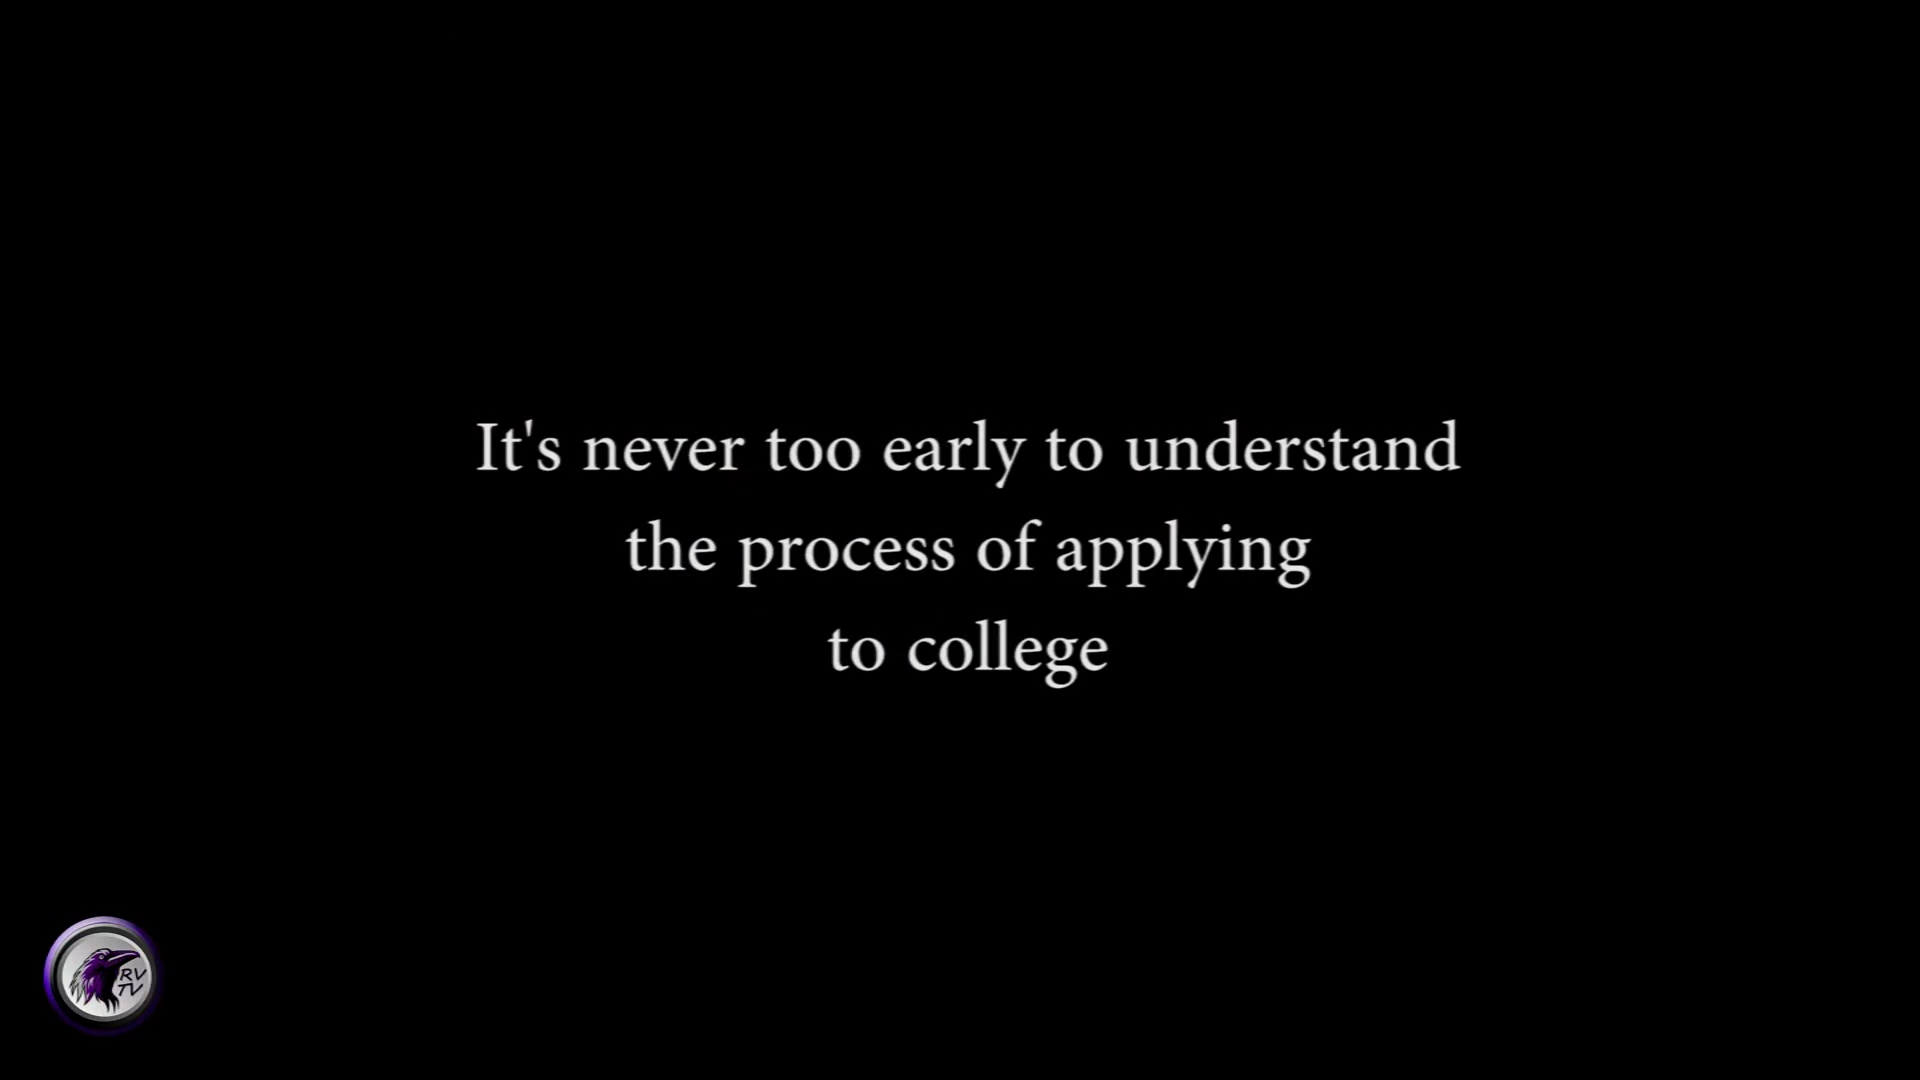 It's never too early to understand
the process of applying
to college
RV
TV